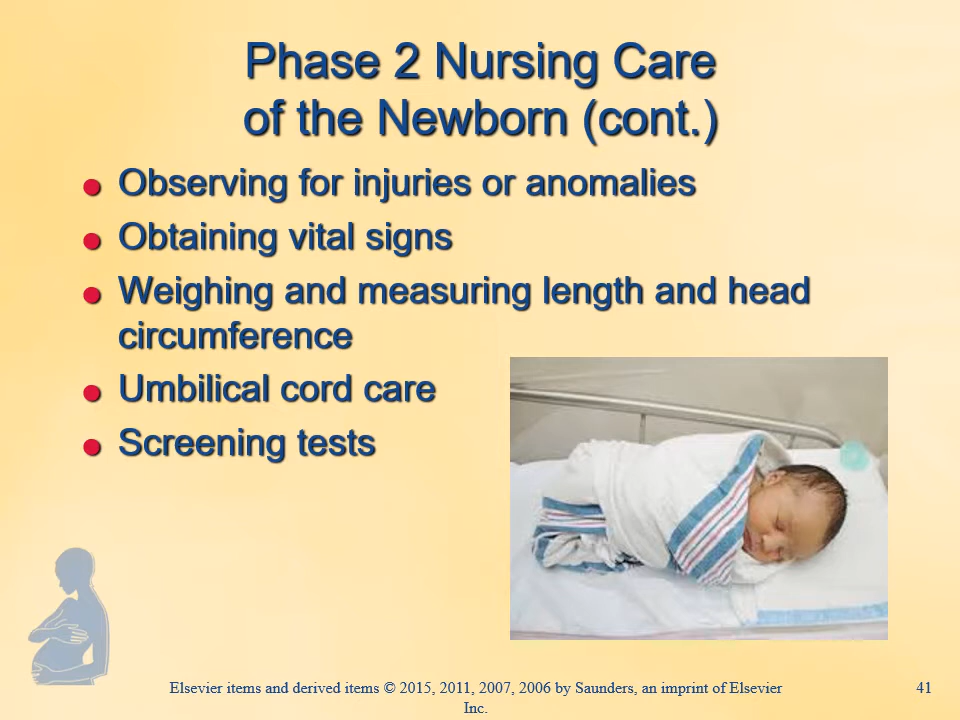 Phase 2 Nursing Care
of the Newborn (cont.)
Observing for injuries or anomalies
Obtaining vital signs
Weighing and measuring length and head
circumference
Umbilical cord care
Screening tests
Elsevier items and derived items © 2015, 2011, 2007, 2006 by Saunders, an imprint of Elsevier
Inc.
41